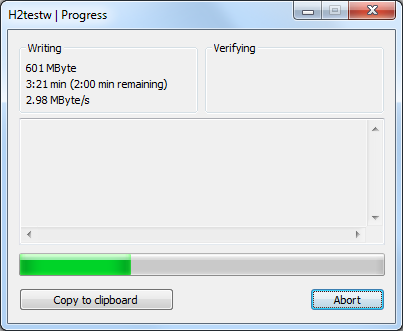 H2testw | Progress
Writing
Verifying
601 MByte
3:21 min (2:00 min remaining)
2.98 MByte/s
Copy to clipboard
Abort